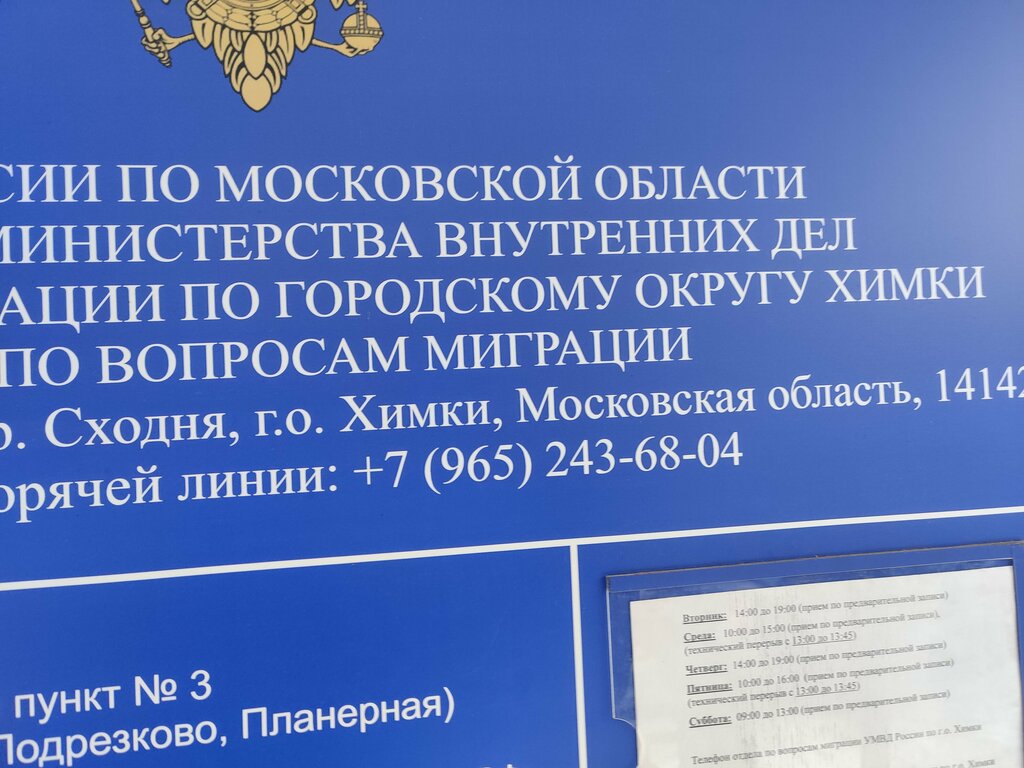 СИИ ПО МОСКОВСКОЙ ОБЛАСТИ
МИНИСТЕРСТВА ВНУТРЕННИХ ДЕЛ
АЦИИ ПО ГОРОДСКОМУ ОКРУГУ ХИМКИ
ПО ВОПРОСАМ МИГРАЦИИ
р. Сходня, г.о. Химки, Московская область, 14142
орячей линии: +7 (965) 243-68-04
пункт № 3
Подрезково, Планерная)
Вторник: 14:00 до 19:00 (прием по предварительной записи)
Среда: 10:00 до 15:00 (прием по предварительной записи),
(технический перерыв с 13:00 до 13:45)
Четверг: 14:00 до 19:00 (прием по предварительной записи)
Пятница: 10:00 до 16:00 (прием по предварительной записи)
(технический перерыв с 13:00 до 13:45)
Суббота: 09:00 до 13:00 (прием по предварительной записи)
Телефон отдела по вопросам миграции УМВД России по г.о. Химки
по г.о. Химки